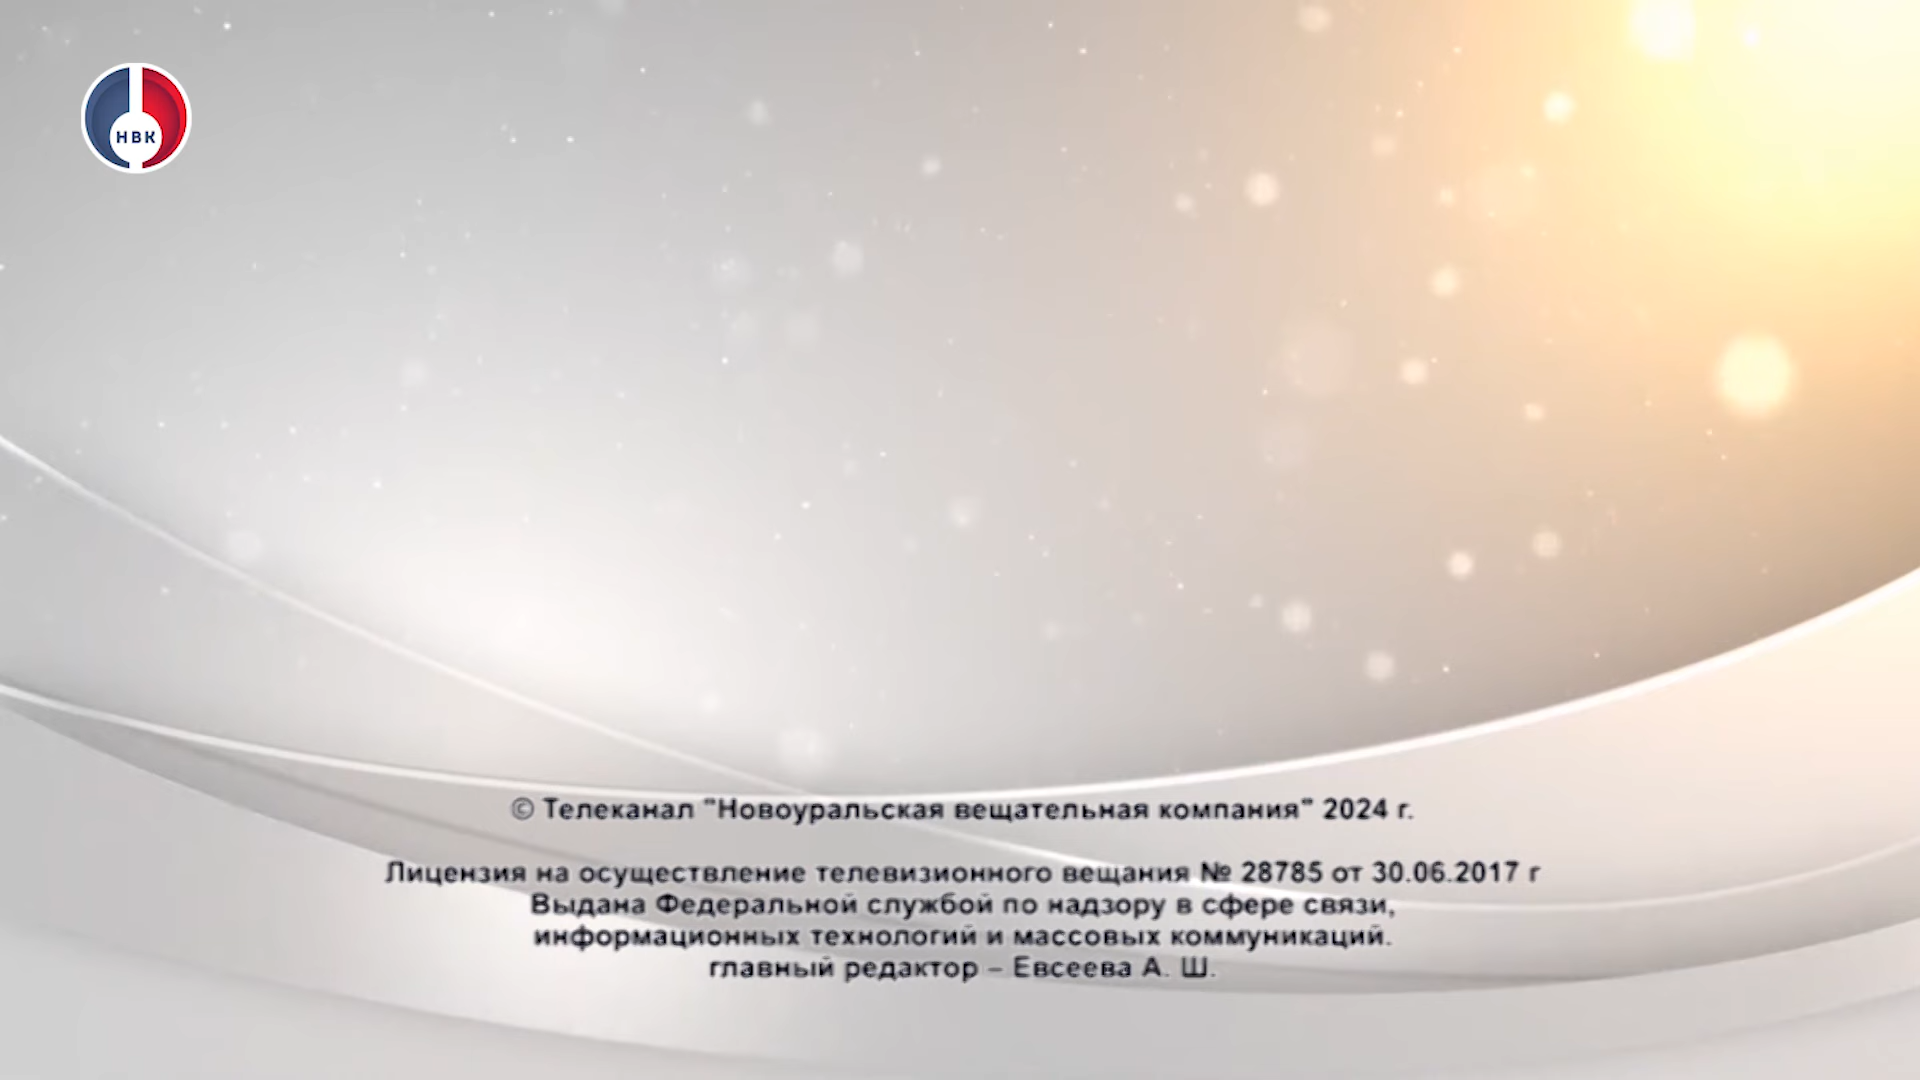 НВК
© Телеканал "Новоуральская вещательная компания" 2024 г.
Лицензия на осуществление телевизионного вещания № 28785 от 30.06.2017 г
Выдана Федеральной службой по надзору в сфере связи,
информационных технологий и массовых коммуникаций.
главный редактор – Евсеева А. Ш.